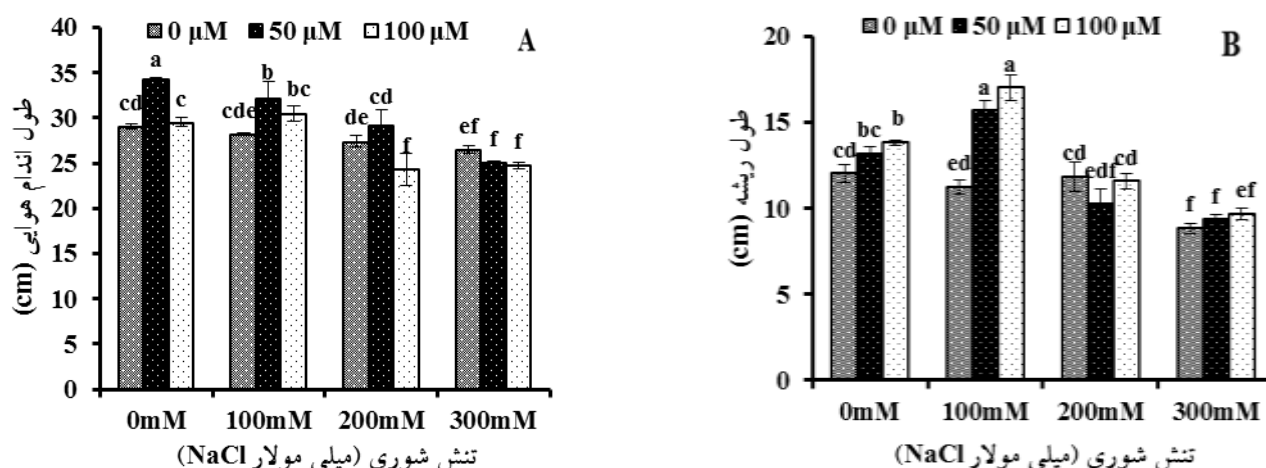 طول اندام هوایی (cm)
40
35
30
25
20
15
10
5
0
0 µM 50 µM 100 µM
A
cd a c
cde b bc
de cd f
ef f f
0mM 100mM 200mM 300mM
تنش شوری (میلی مولار NaCl)
طول ریشه (cm)
20
15
10
5
0
0 µM 50 µM 100 µM
B
cd bc b
ed a a
cd edf cd
f f ef
0mM 100mM 200mM 300mM
تنش شوری (میلی مولار NaCl)